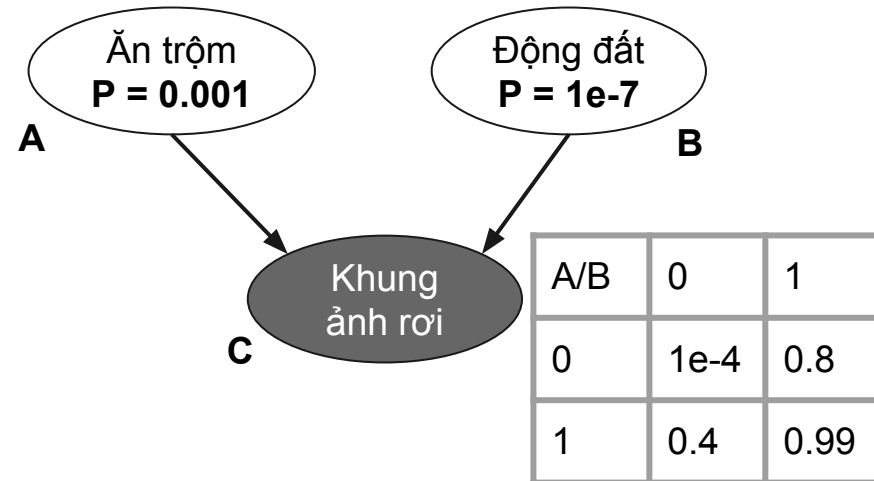 Ăn trộm
P = 0.001
A
Động đất
P = 1e-7
B
Khung
ảnh rơi
C
A/B 0 1
0 1e-4 0.8
1 0.4 0.99